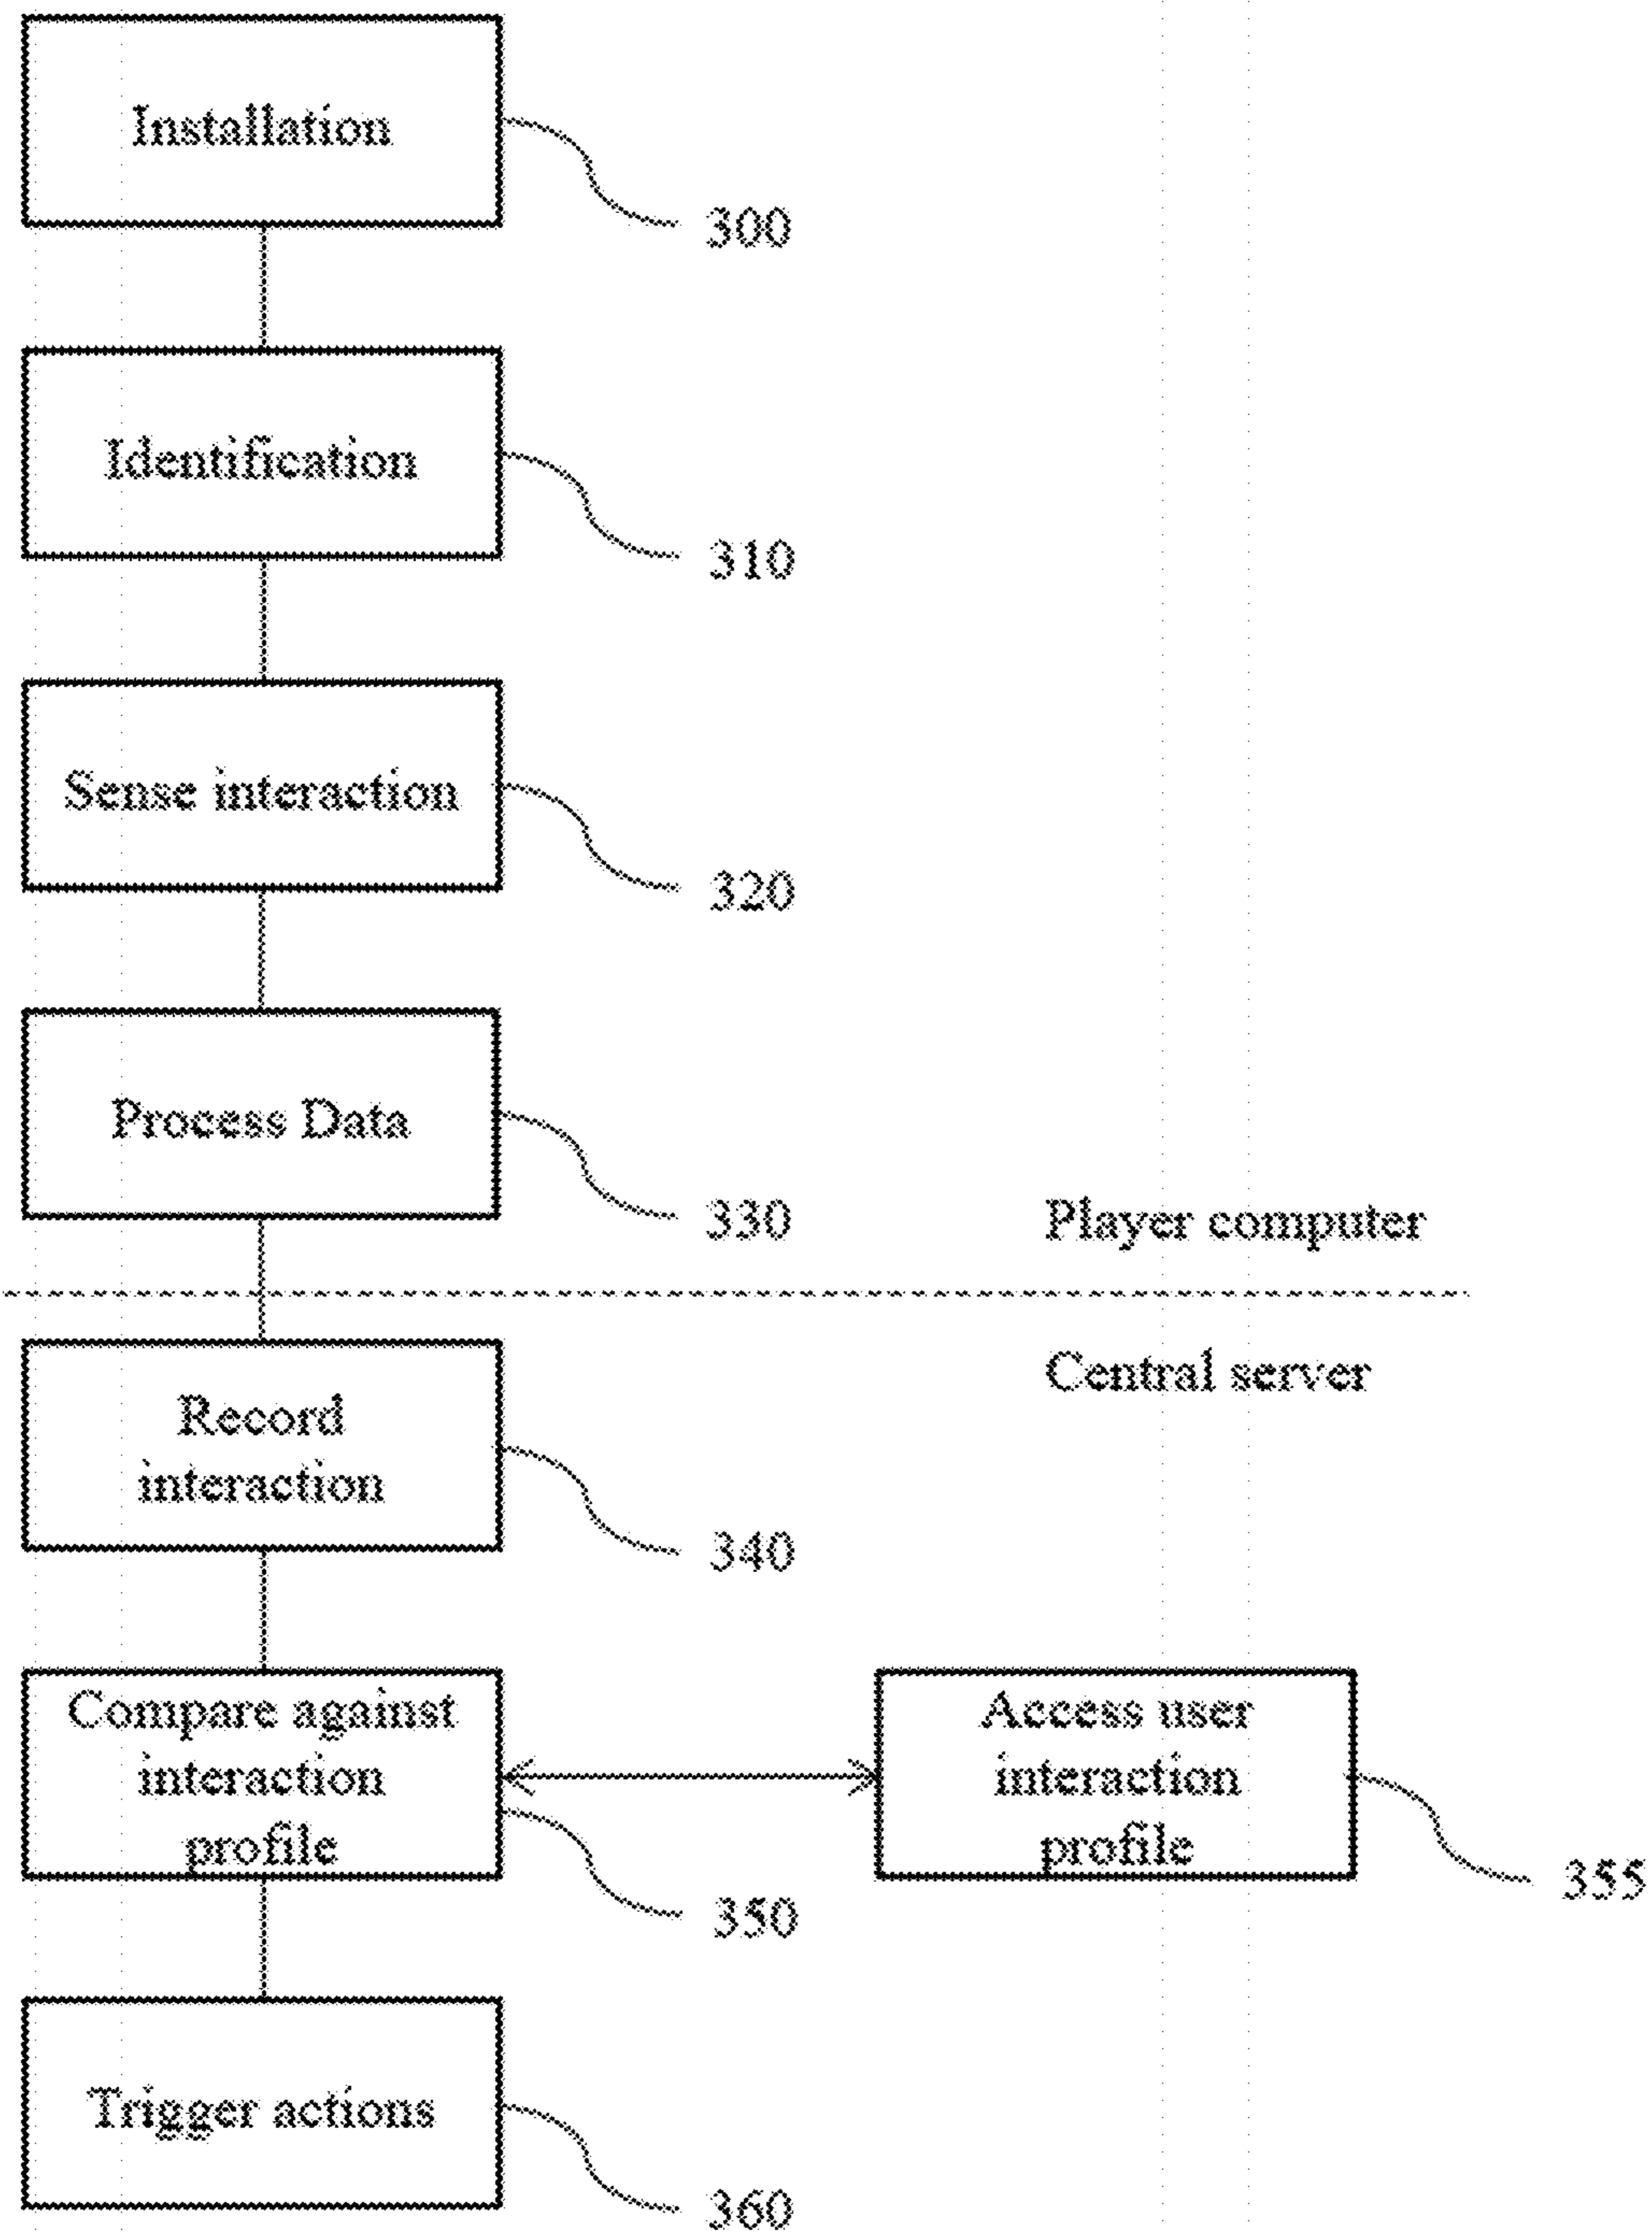 Installation
300
Identification
310
Sense interaction
320
Process Data
330
Player computer
Central server
Record
interaction
340
Compare against
interaction
profile
350
Access user
interaction
profile
355
Trigger actions
360